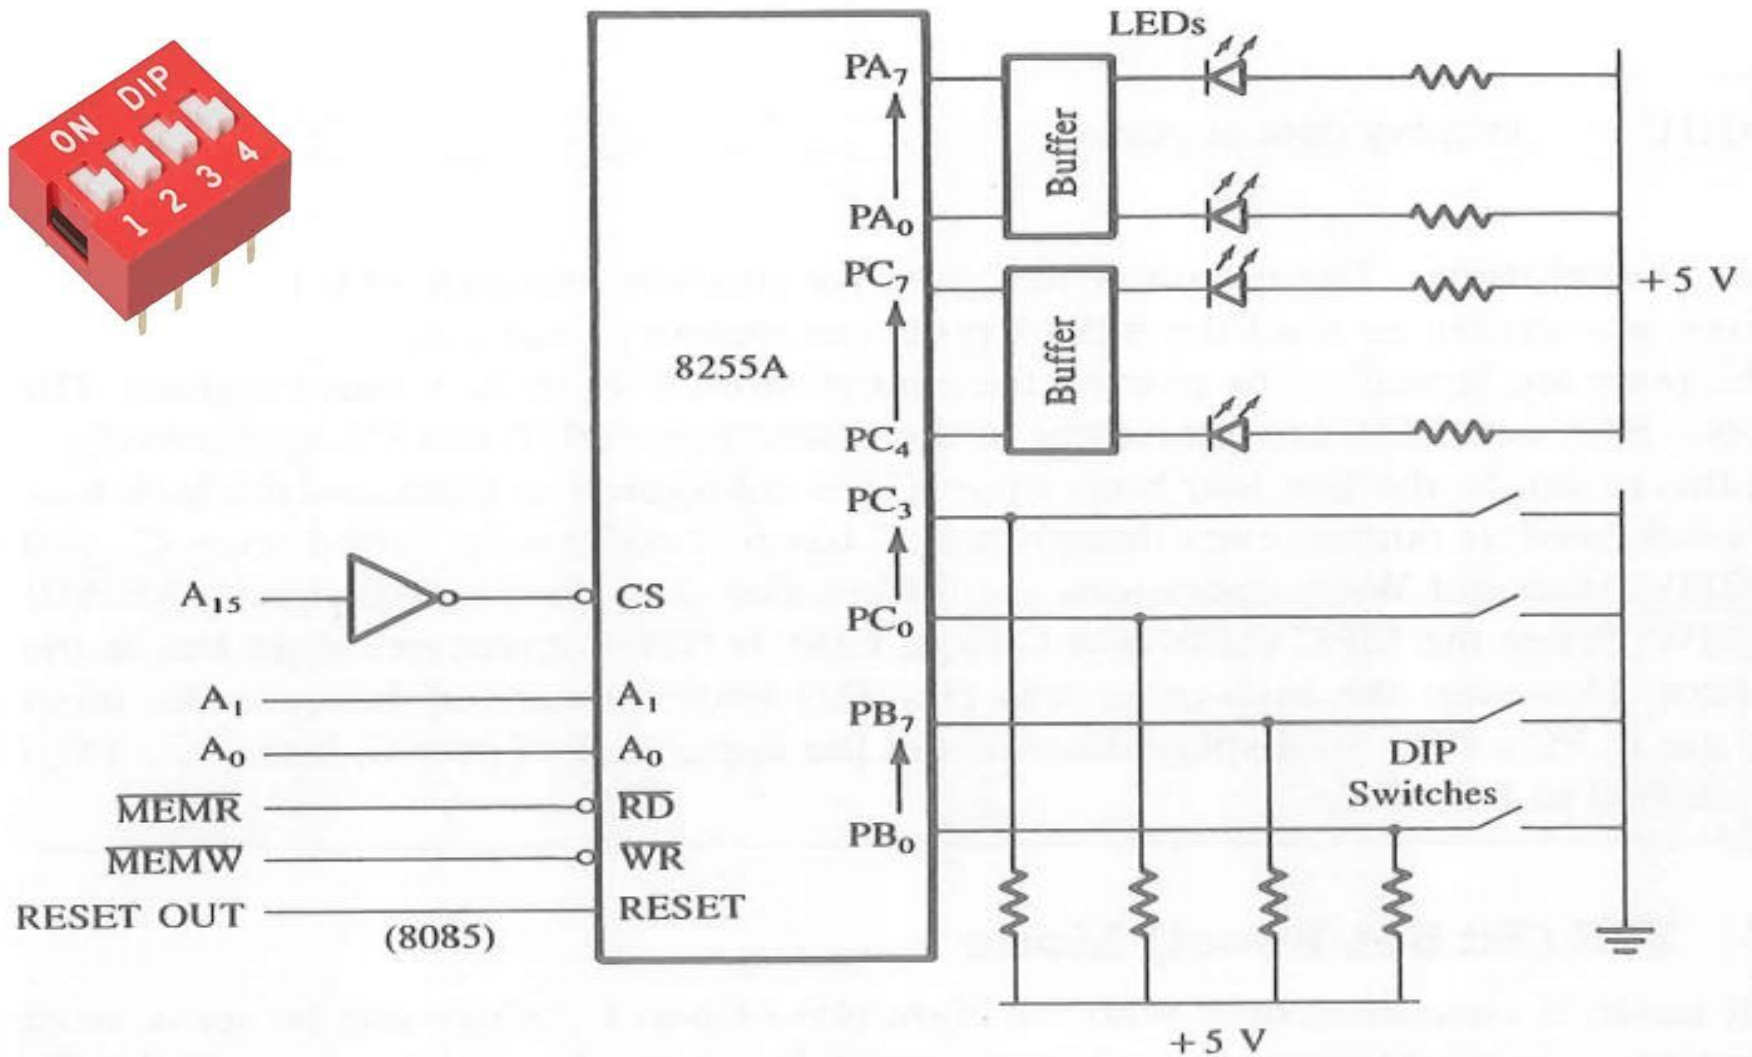 ON DIP
1 2 3 4
LEDs
PA7
Buffer
PA0
PC7
+5 V
8255A
Buffer
PC4
PC3
A15
CS
PC0
A1
A1
PB7
A0
A0
DIP
Switches
MEMR
RD
PB0
MEMW
WR
RESET OUT
RESET
(8085)
+5 V